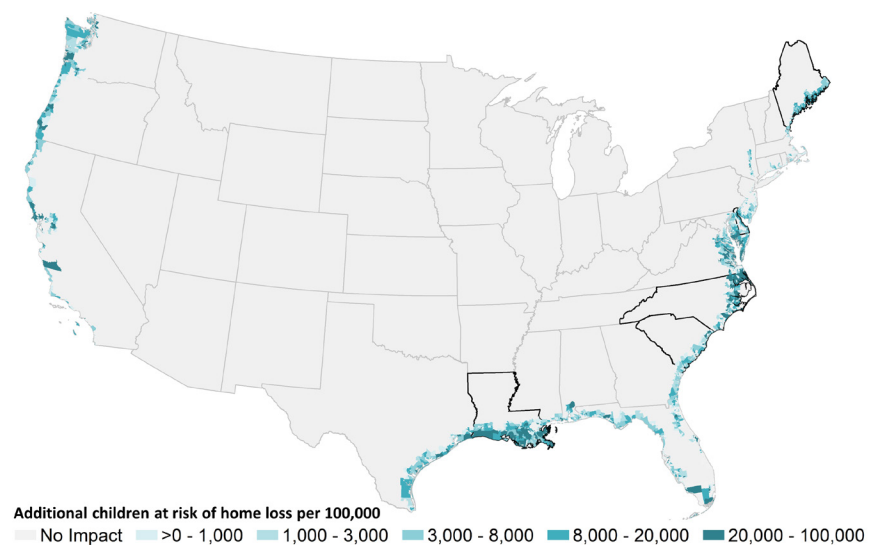 Additional children at risk of home loss per 100,000
No Impact >0 - 1,000 1,000 - 3,000 3,000 - 8,000 8,000 - 20,000 20,000 - 100,000